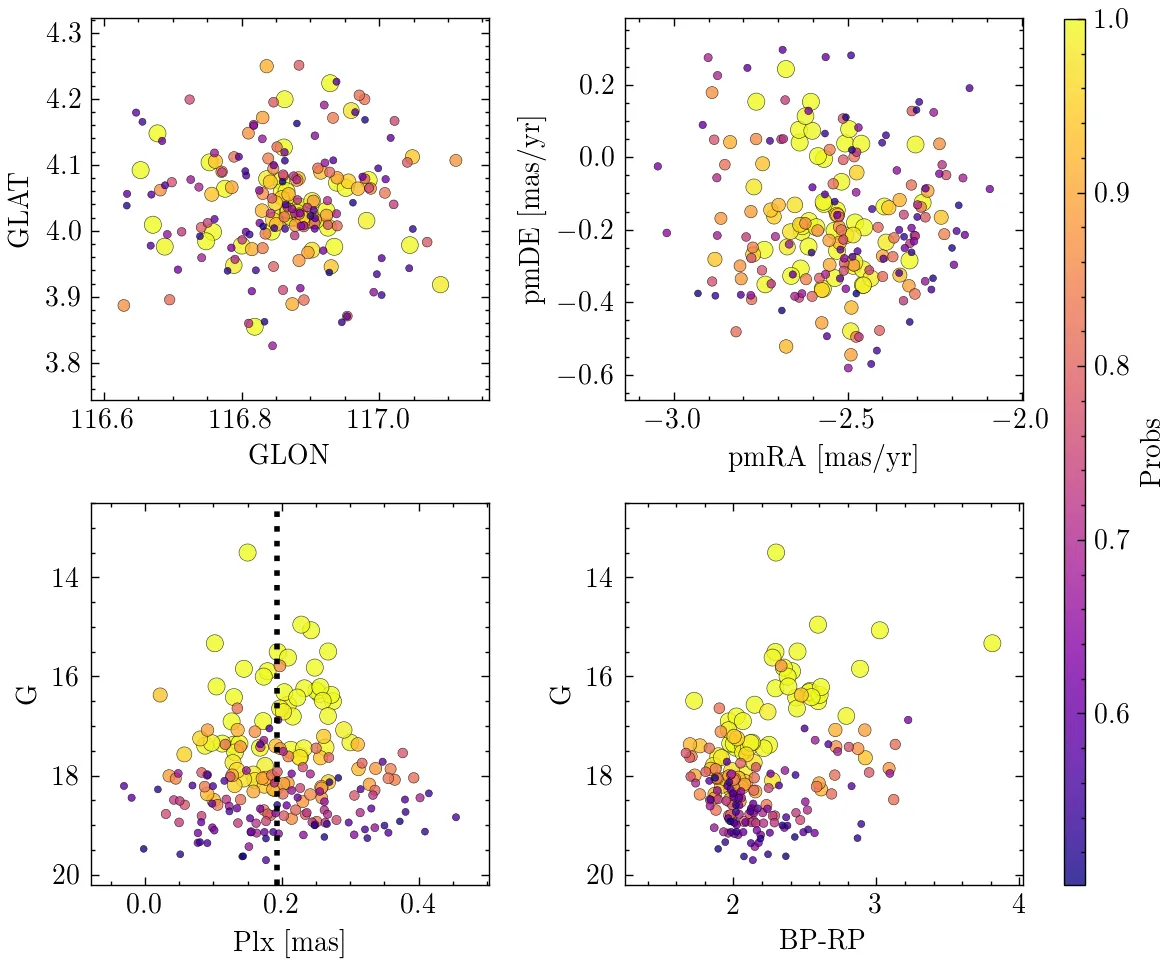 4.3
4.2
4.1
4.0
3.9
3.8
GLAT
116.6 116.8 117.0
GLON
0.2
0.0
−0.2
−0.4
−0.6
pmDE [mas/yr]
−3.0 −2.5 −2.0
pmRA [mas/yr]
14
16
18
20
G
0.0 0.2 0.4
Plx [mas]
14
16
18
20
G
2 3 4
BP-RP
1.0
0.9
0.8
0.7
0.6
Probs